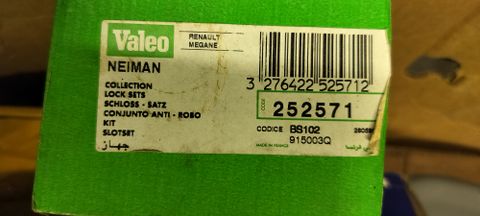 Valeo
RENAULT
MEGANE
NEIMAN
COLLECTION
LOCK SETS
SCHLOSS - SATZ
CONJUNTO ANTI - ROBO
KIT
SLOTSET
جهاز
3 276422 525712
CODE
252571
CODICE BS102
915003Q
MADE IN FRANCE